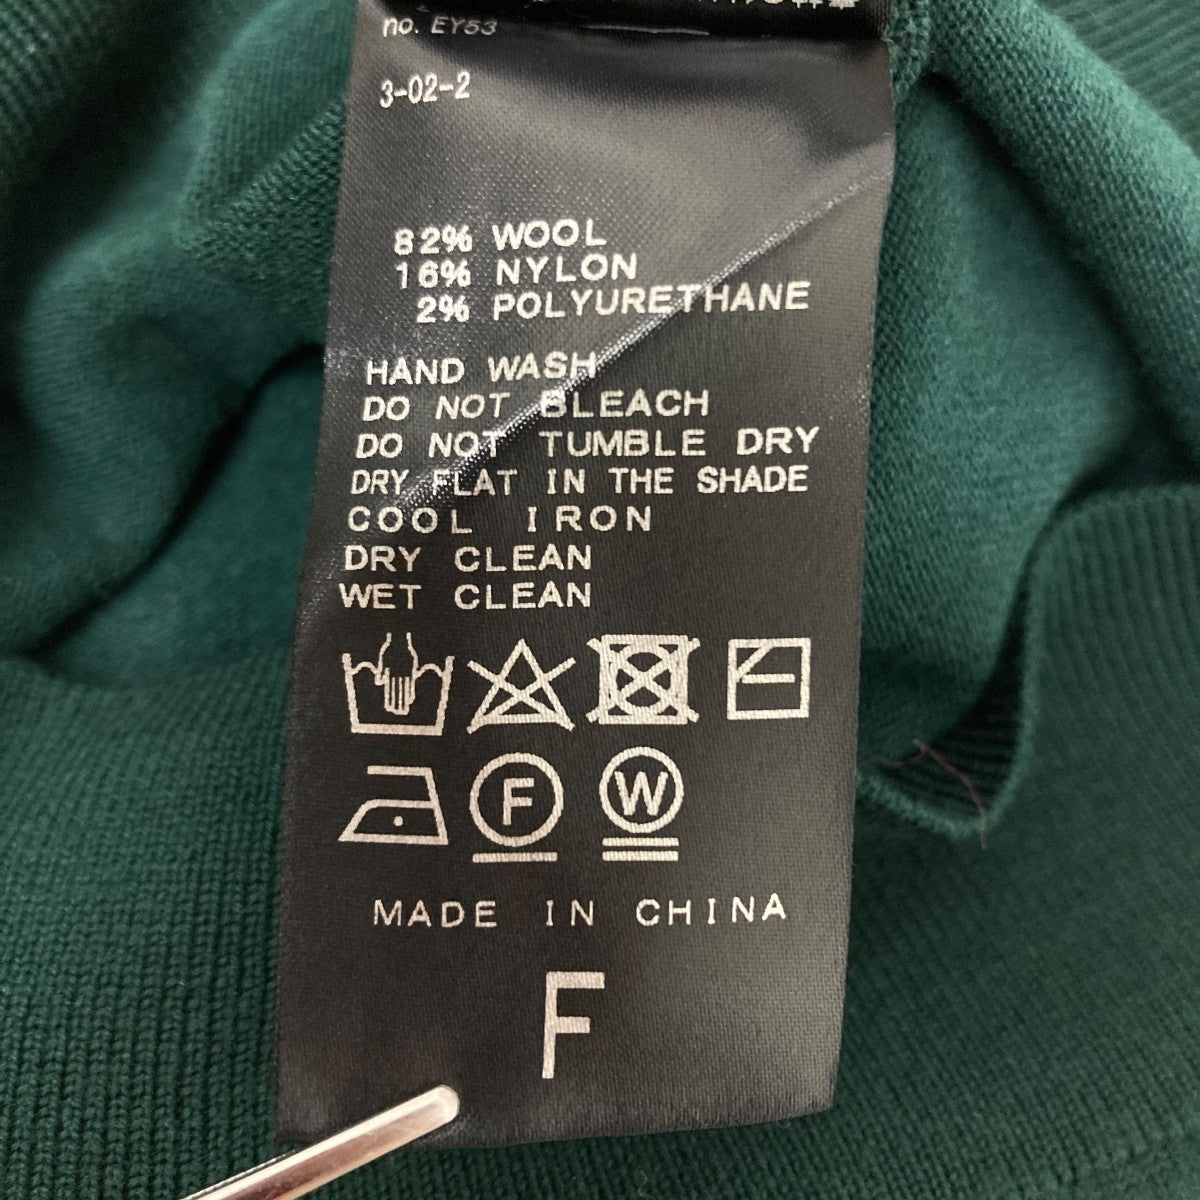 no. EY53
3-02-2
82% WOOL
16% NYLON
2% POLYURETHANE
HAND WASH
DO NOT BLEACH
DO NOT TUMBLE DRY
DRY FLAT IN THE SHADE
COOL IRON
DRY CLEAN
WET CLEAN
F W
MADE IN CHINA
F